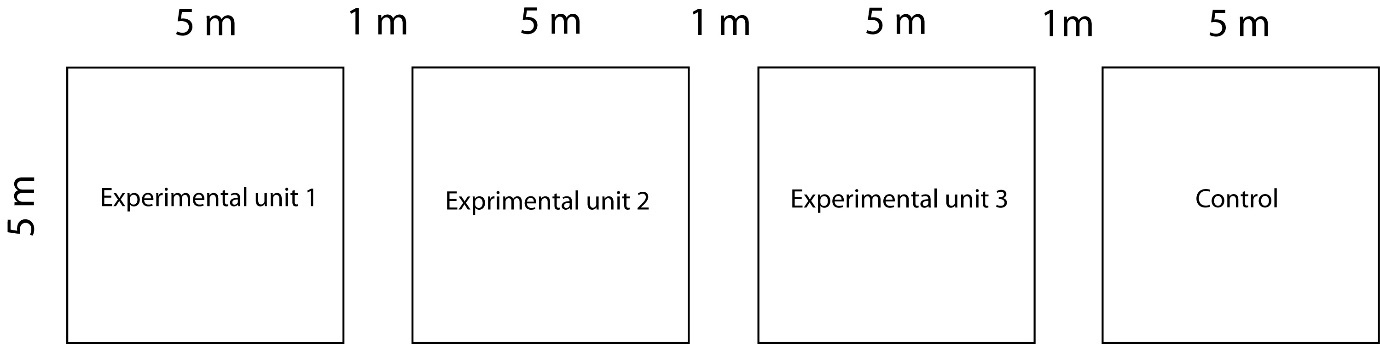 5 m 1 m 5 m 1 m 5 m 1m 5 m
5 m
Experimental unit 1
Exprimental unit 2
Experimental unit 3
Control